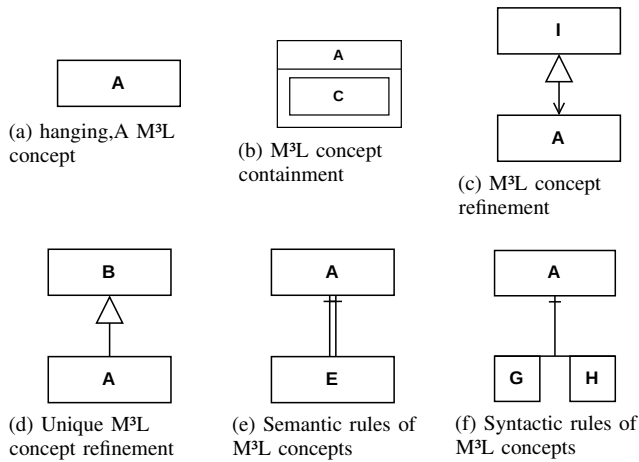 A
(a) hanging,A M³L
concept
A
C
(b) M³L concept
containment
I
A
(c) M³L concept
refinement
B
A
(d) Unique M³L
concept refinement
A
E
(e) Semantic rules of
M³L concepts
A
G H
(f) Syntactic rules of
M³L concepts